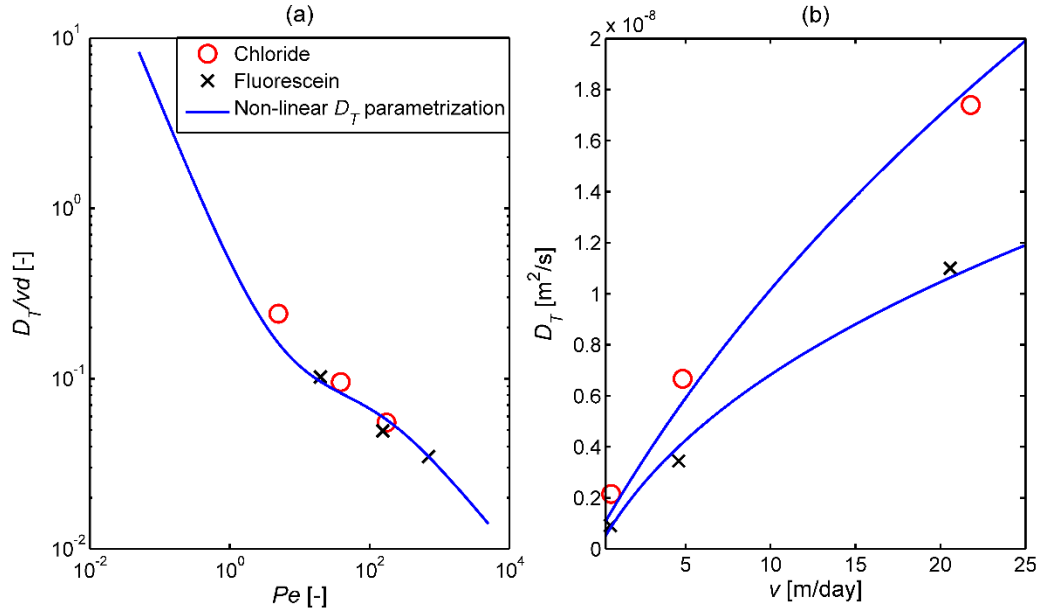 (a)
Chloride
Fluorescein
Non-linear D_T parametrization
10^1
10^0
10^-1
10^-2
D_T/vd [-]
10^-2
10^0
10^2
10^4
Pe [-]
(b)
x 10^-8
2
1.8
1.6
1.4
1.2
1
0.8
0.6
0.4
0.2
0
D_T [m^2/s]
5
10
15
20
25
v [m/day]